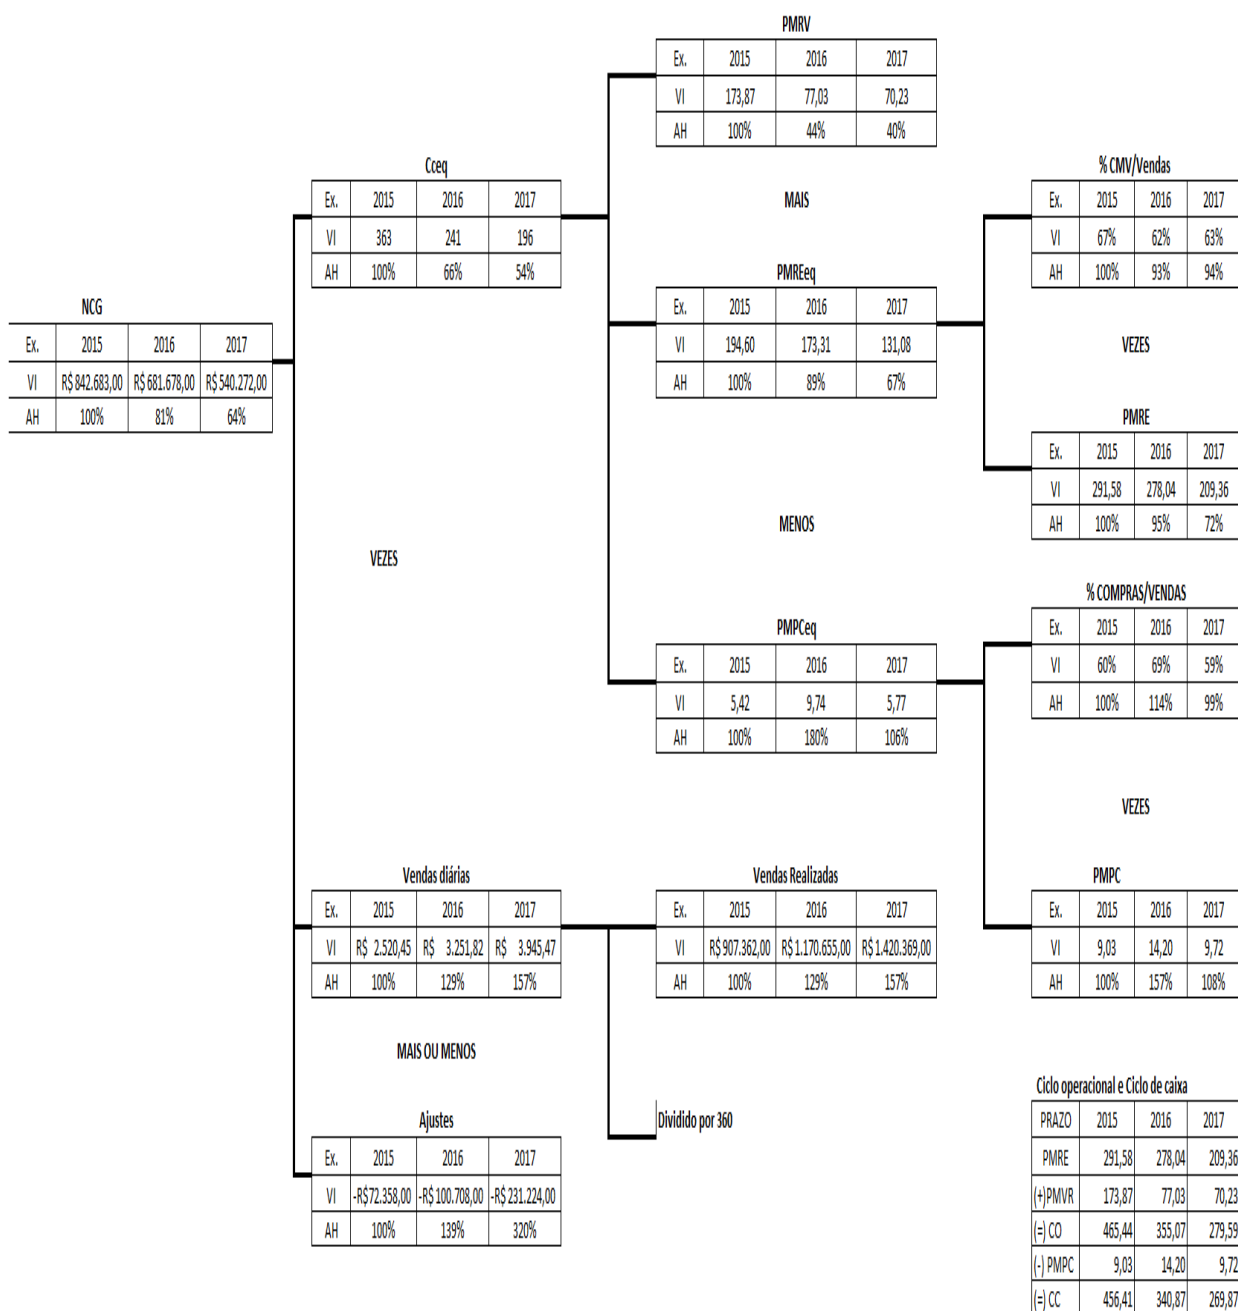 PMRV
Ex. 2015 2016 2017
VI 173,87 77,03 70,23
AH 100% 44% 40%
MAIS
Cceq
Ex. 2015 2016 2017
VI 363 241 196
AH 100% 66% 54%
% CMV/Vendas
Ex. 2015 2016 2017
VI 67% 62% 63%
AH 100% 93% 94%
PMREeq
Ex. 2015 2016 2017
VI 194,60 173,31 131,08
AH 100% 89% 67%
VEZES
NCG
Ex. 2015 2016 2017
VI R$ 842.683,00 R$ 681.678,00 R$ 540.272,00
AH 100% 81% 64%
PMRE
Ex. 2015 2016 2017
VI 291,58 278,04 209,36
AH 100% 95% 72%
MENOS
VEZES
% COMPRAS/VENDAS
Ex. 2015 2016 2017
VI 60% 69% 59%
AH 100% 114% 99%
PMPCeq
Ex. 2015 2016 2017
VI 5,42 9,74 5,77
AH 100% 180% 106%
VEZES
Vendas diárias
Ex. 2015 2016 2017
VI R$ 2.520,45 R$ 3.251,82 R$ 3.945,47
AH 100% 129% 157%
Vendas Realizadas
Ex. 2015 2016 2017
VI R$ 907.362,00 R$ 1.170.655,00 R$ 1.420.369,00
AH 100% 129% 157%
PMPC
Ex. 2015 2016 2017
VI 9,03 14,20 9,72
AH 100% 157% 108%
MAIS OU MENOS
Dividido por 360
Ajustes
Ex. 2015 2016 2017
VI -R$ 72.358,00 -R$ 100.708,00 -R$ 231.224,00
AH 100% 139% 320%
Ciclo operacional e Ciclo de caixa
PRAZO 2015 2016 2017
PMRE 291,58 278,04 209,36
(+)PMVR 173,87 77,03 70,23
(=) CO 465,44 355,07 279,59
(-) PMPC 9,03 14,20 9,72
(=) CC 456,41 340,87 269,87